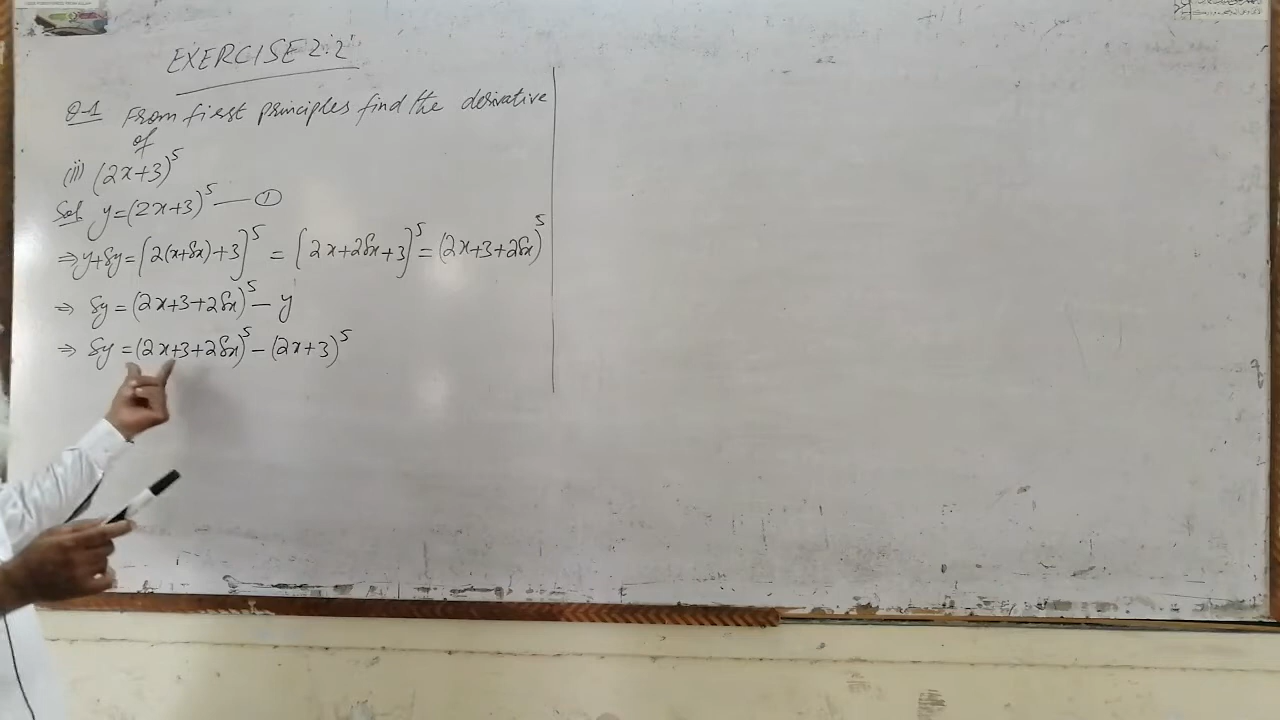 EXERCISE 2.2
Q-1 From first principles find the derivative
of
(ii) (2x+3)^5
Sol. y=(2x+3)^5 — ①
⇒ y+δy = [2(x+δx)+3]^5 = [2x+2δx+3]^5 = (2x+3+2δx)^5
⇒ δy = (2x+3+2δx)^5 − y
⇒ δy = (2x+3+2δx)^5 − (2x+3)^5